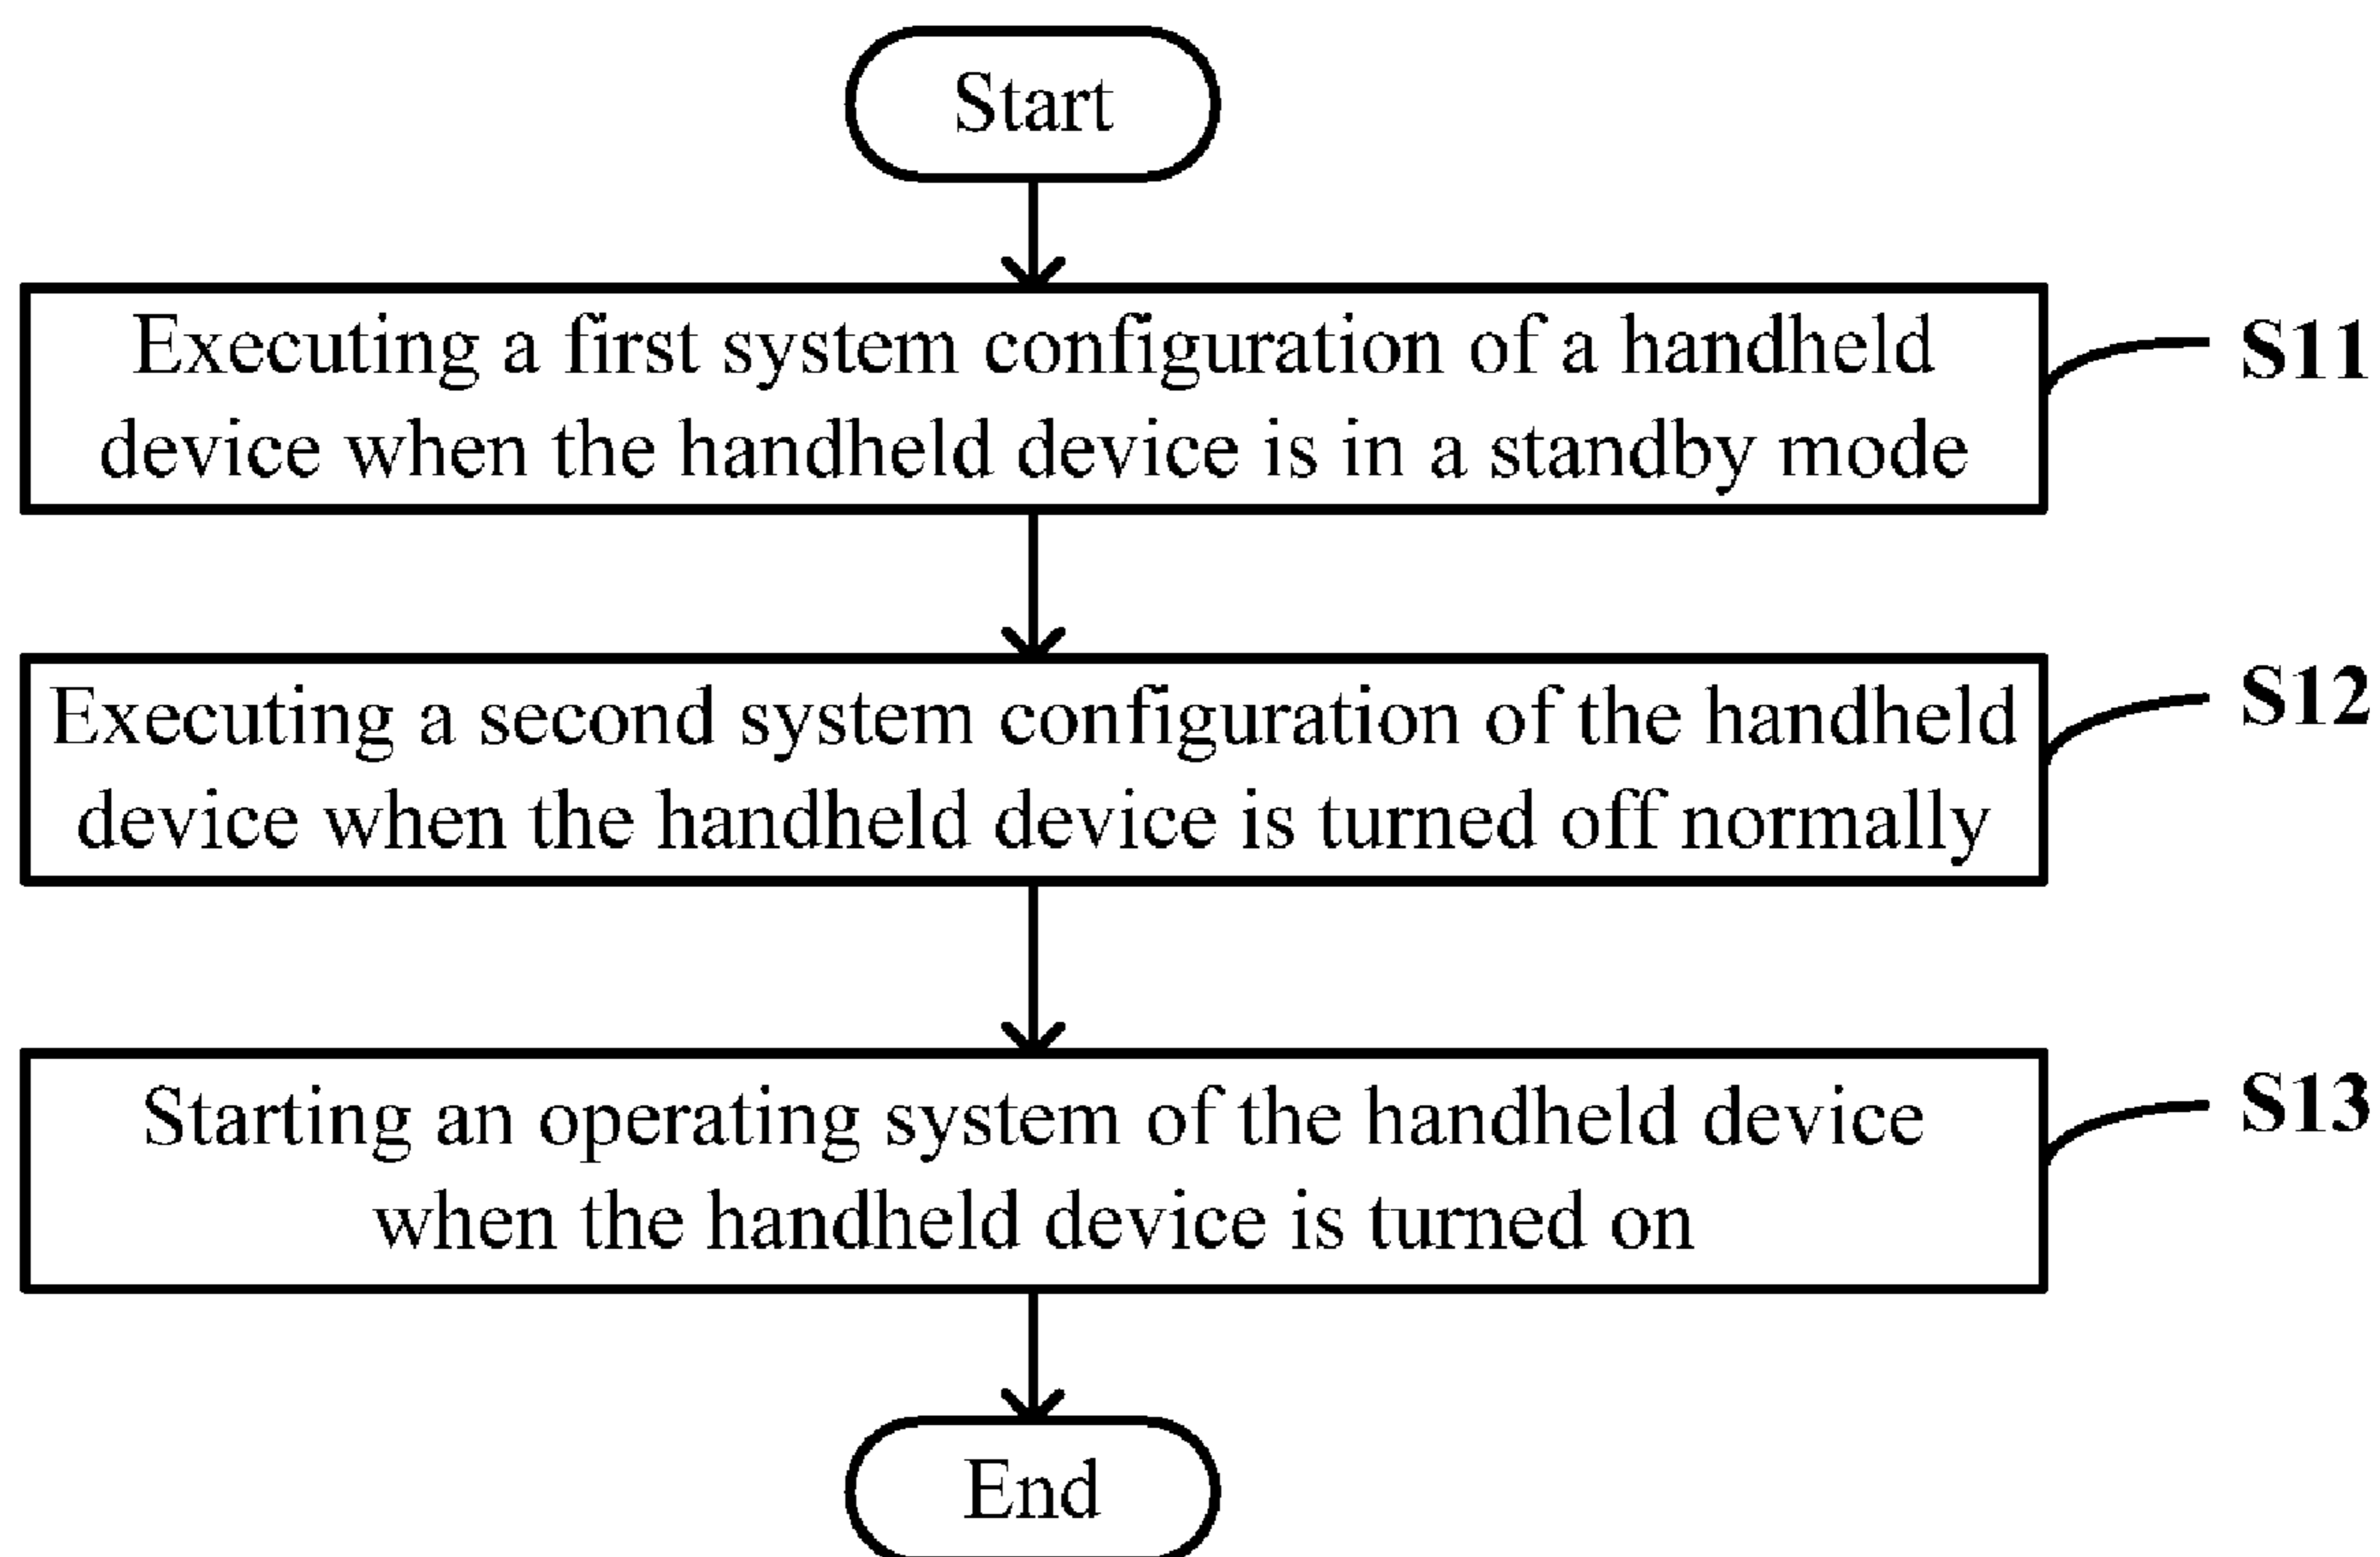 Start
Executing a first system configuration of a handheld
device when the handheld device is in a standby mode
S11
Executing a second system configuration of the handheld
device when the handheld device is turned off normally
S12
Starting an operating system of the handheld device
when the handheld device is turned on
S13
End